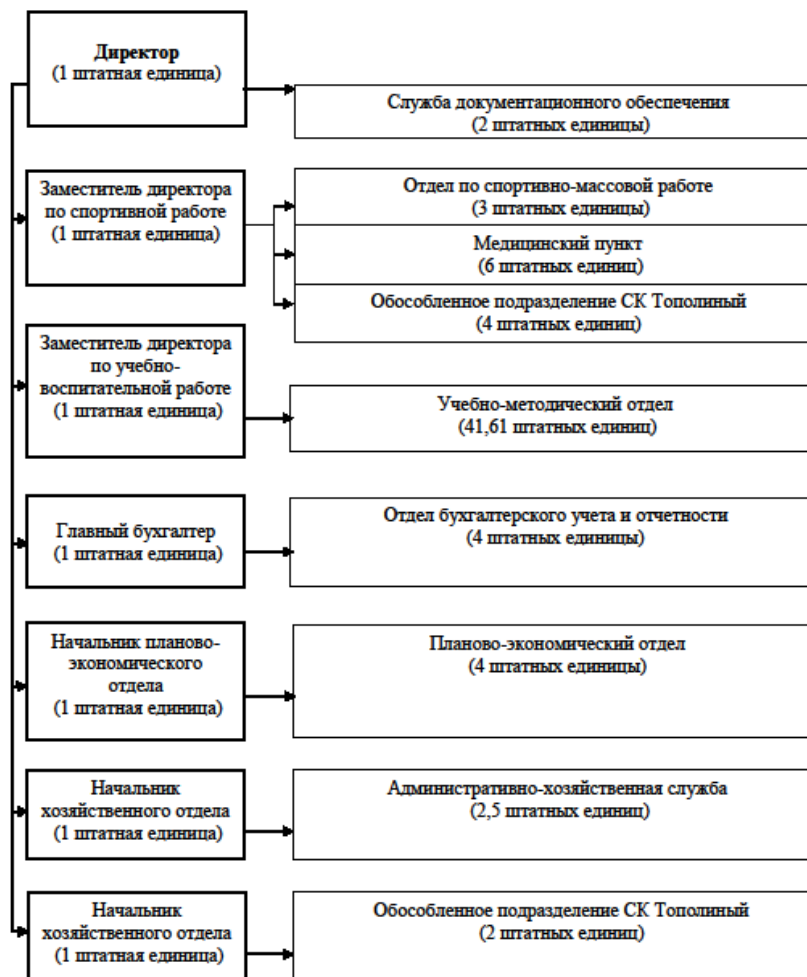 Директор
(1 штатная единица)
Служба документационного обеспечения
(2 штатных единицы)
Заместитель директора
по спортивной работе
(1 штатная единица)
Отдел по спортивно-массовой работе
(3 штатных единицы)
Медицинский пункт
(6 штатных единиц)
Обособленное подразделение СК Тополиный
(4 штатных единиц)
Заместитель директора
по учебно-
воспитательной работе
(1 штатная единица)
Учебно-методический отдел
(41,61 штатных единиц)
Главный бухгалтер
(1 штатная единица)
Отдел бухгалтерского учета и отчетности
(4 штатных единицы)
Начальник планово-
экономического
отдела
(1 штатная единица)
Планово-экономический отдел
(4 штатных единицы)
Начальник
хозяйственного отдела
(1 штатная единица)
Административно-хозяйственная служба
(2,5 штатных единиц)
Начальник
хозяйственного отдела
(1 штатная единица)
Обособленное подразделение СК Тополиный
(2 штатных единиц)